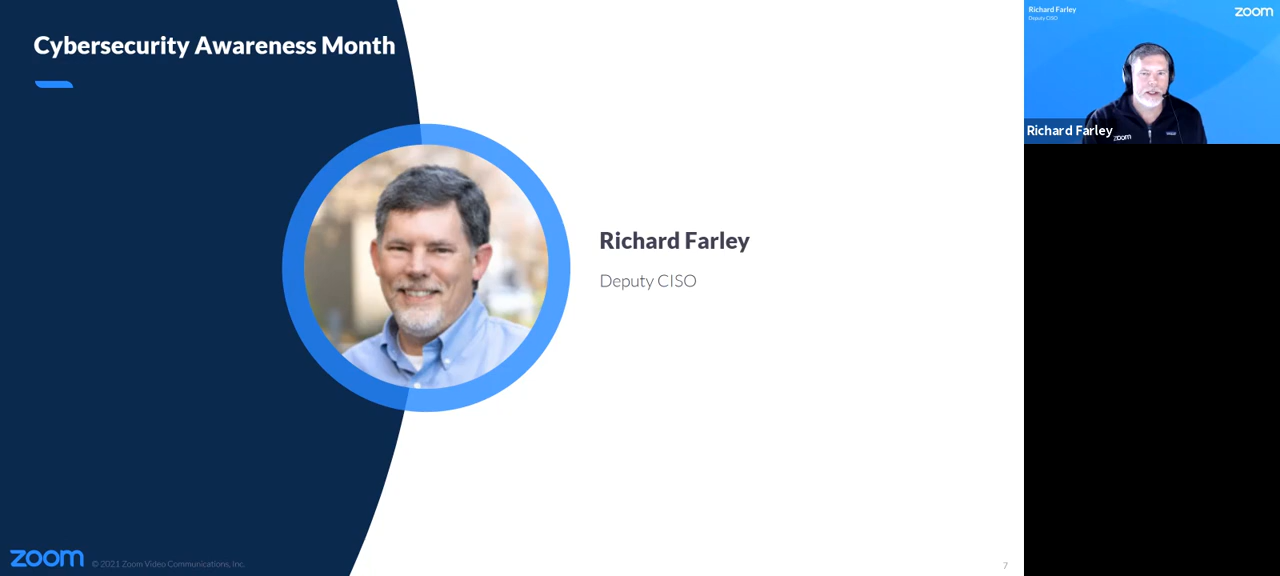 Cybersecurity Awareness Month
Richard Farley
Deputy CISO
zoom
© 2021 Zoom Video Communications, Inc.
7
Richard Farley
Deputy CISO
zoom
zoom
Richard Farley